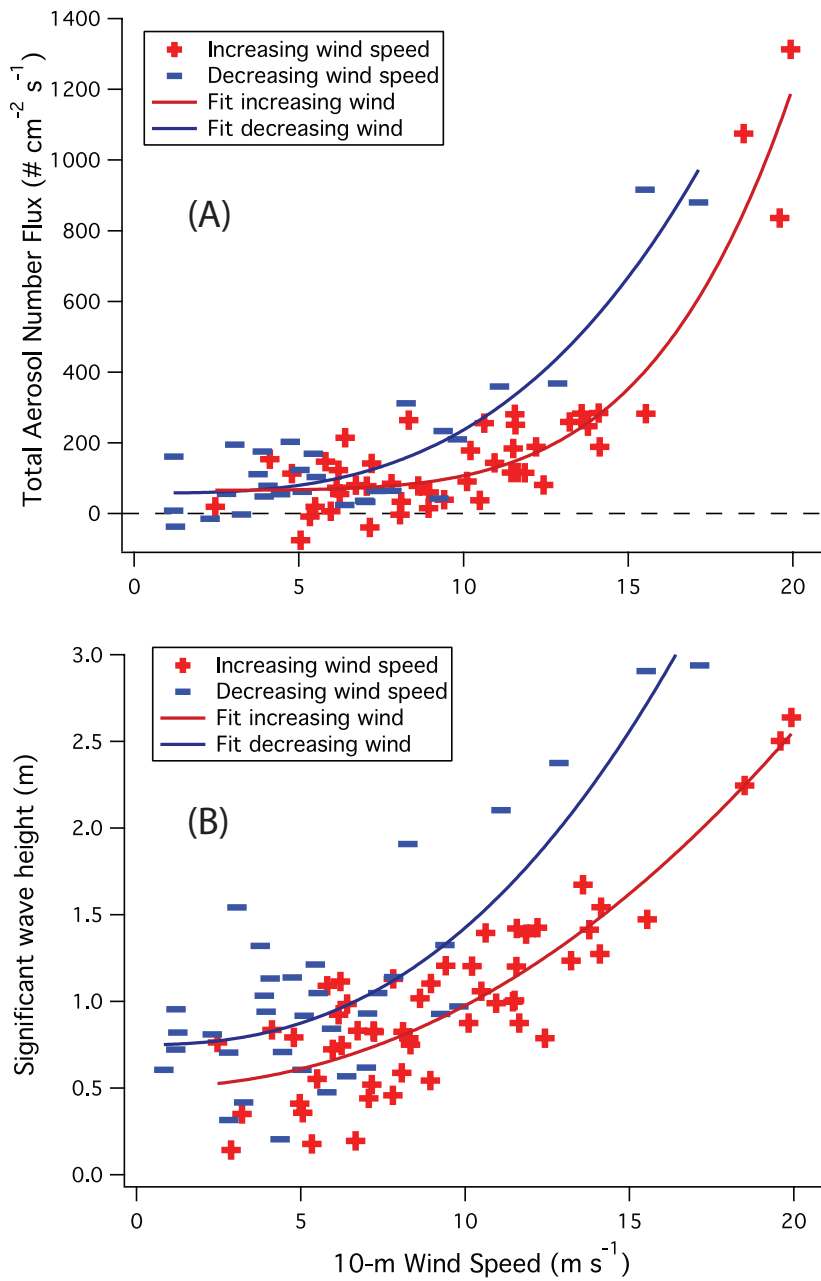 1400
1200
1000
800
600
400
200
0
Total Aerosol Number Flux (# cm⁻² s⁻¹)
Increasing wind speed
Decreasing wind speed
Fit increasing wind
Fit decreasing wind
(A)
0 5 10 15 20
3.0
2.5
2.0
1.5
1.0
0.5
0.0
Significant wave height (m)
Increasing wind speed
Decreasing wind speed
Fit increasing wind
Fit decreasing wind
(B)
0 5 10 15 20
10-m Wind Speed (m s⁻¹)